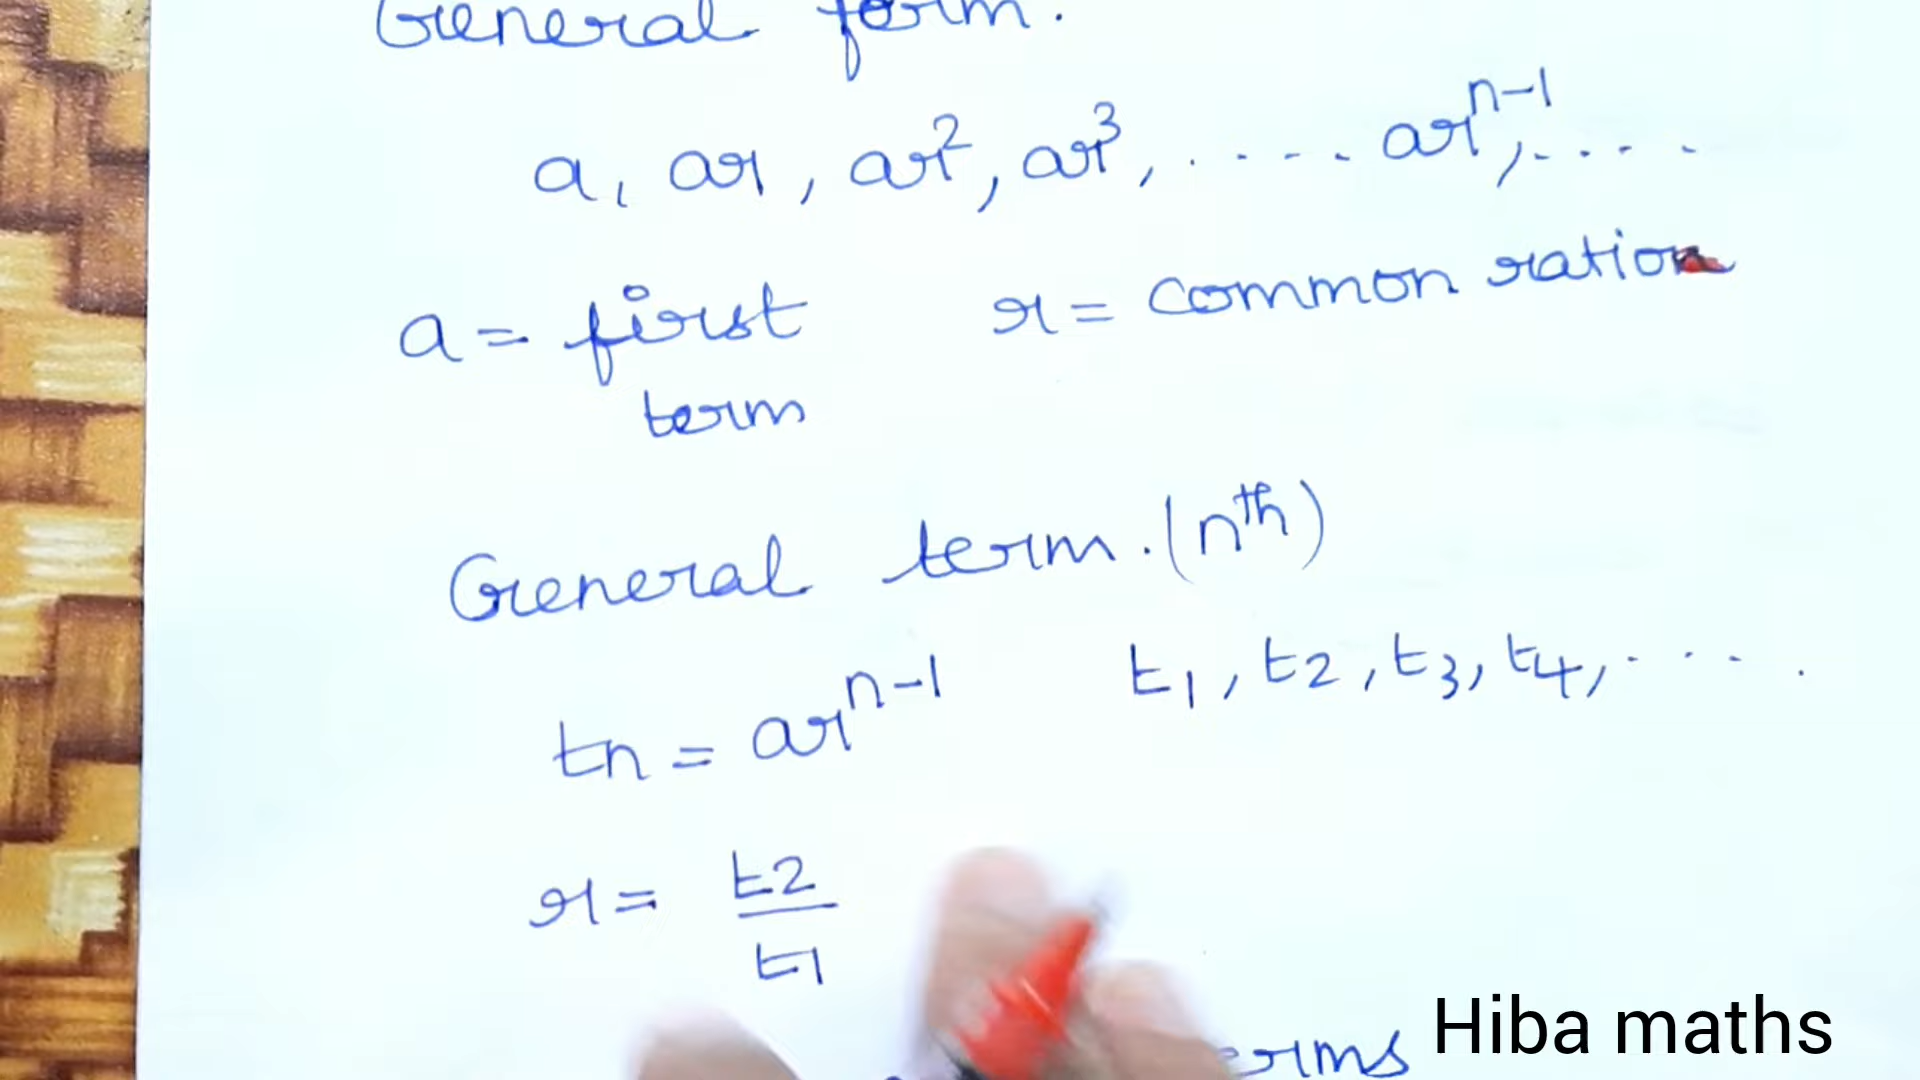 General form.
a, ar, ar², ar³, ..... arⁿ⁻¹, ....
a = first term
r = common ration
General term. (nᵗʰ)
tn = arⁿ⁻¹
t1, t2, t3, t4, ....
r = t2/t1
Hiba maths